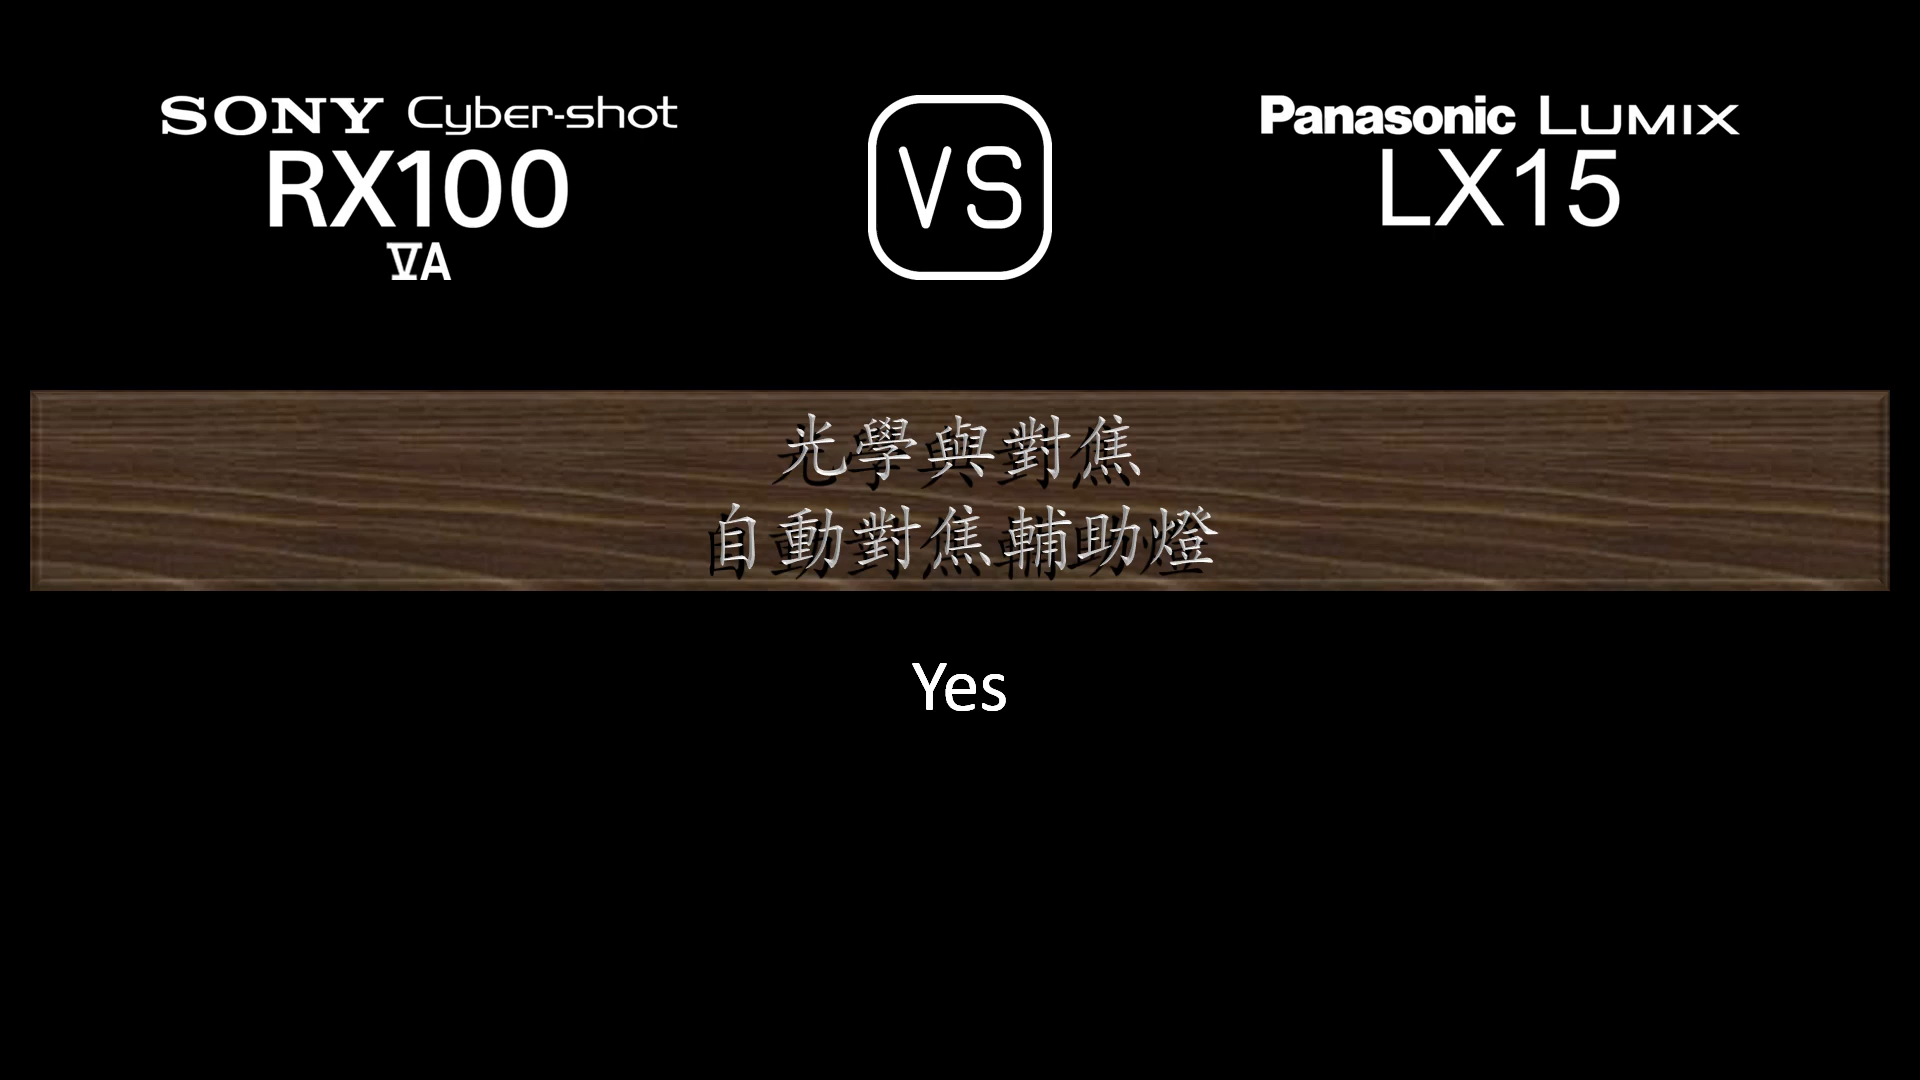 SONY Cyber-shot
RX100
VA
VS
Panasonic LUMIX
LX15
光學與對焦
自動對焦輔助燈
Yes